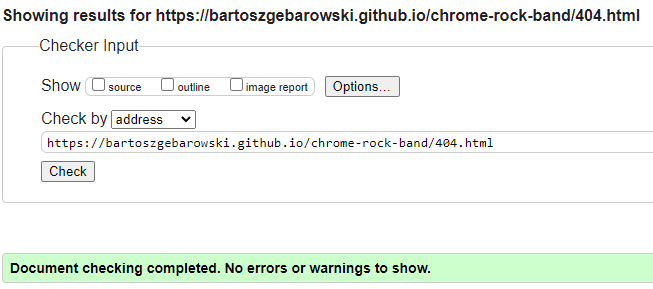 Showing results for https://bartoszgebarowski.github.io/chrome-rock-band/404.html
Checker Input
Show source outline image report Options...
Check by address
https://bartoszgebarowski.github.io/chrome-rock-band/404.html
Check
Document checking completed. No errors or warnings to show.